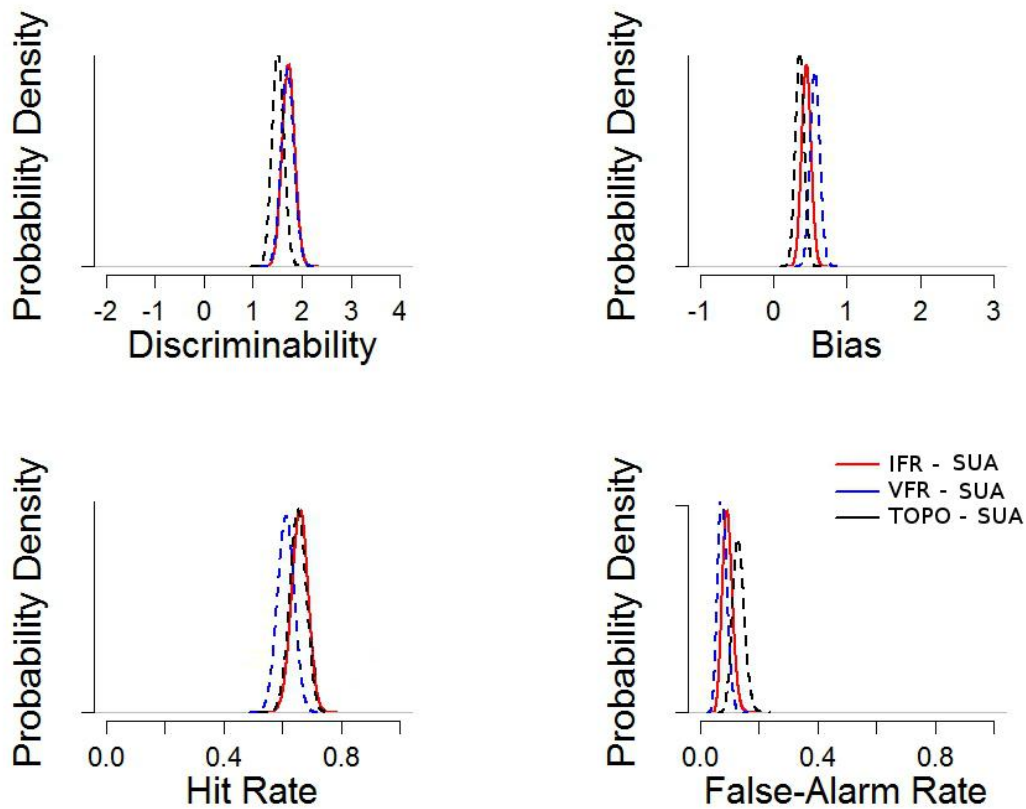 Probability Density
-2 -1 0 1 2 3 4
Discriminability
Probability Density
-1 0 1 2 3
Bias
Probability Density
0.0 0.4 0.8
Hit Rate
Probability Density
IFR - SUA
VFR - SUA
TOPO - SUA
0.0 0.4 0.8
False-Alarm Rate